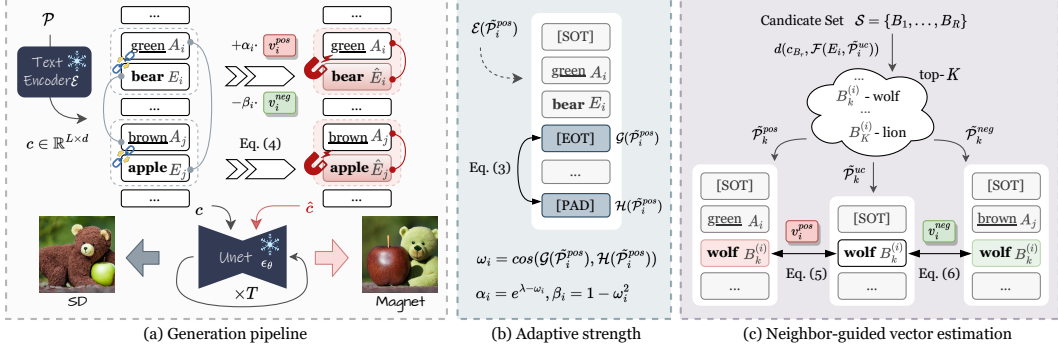 𝒫
Text
Encoder ℰ
c ∈ ℝ^{L×d}
...
green A_i
bear E_i
...
brown A_j
apple E_j
...
+α_i· v_i^{pos}
−β_i· v_i^{neg}
Eq. (4)
...
green A_i
bear Ê_i
...
brown A_j
apple Ê_j
...
c
ĉ
Unet
ϵ_θ
×T
SD
Magnet
(a) Generation pipeline
ℰ(𝒫̃_i^{pos})
[SOT]
green A_i
bear E_i
[EOT]
𝒢(𝒫̃_i^{pos})
Eq. (3)
...
[PAD]
ℋ(𝒫̃_i^{pos})
ω_i = cos(𝒢(𝒫̃_i^{pos}), ℋ(𝒫̃_i^{pos}))
α_i = e^{λ−ω_i}, β_i = 1 − ω_i^2
(b) Adaptive strength
Candicate Set 𝒮 = {B_1, . . . , B_R}
d(c_{B_r}, ℱ(E_i, 𝒫̃_i^{uc}))
top-K
...
B_k^{(i)} - wolf
...
B_K^{(i)} - lion
𝒫̃_k^{pos}
𝒫̃_k^{uc}
𝒫̃_k^{neg}
[SOT]
green A_i
wolf B_k^{(i)}
...
v_i^{pos}
Eq. (5)
[SOT]
wolf B_k^{(i)}
...
v_i^{neg}
Eq. (6)
[SOT]
brown A_j
wolf B_k^{(i)}
...
(c) Neighbor-guided vector estimation